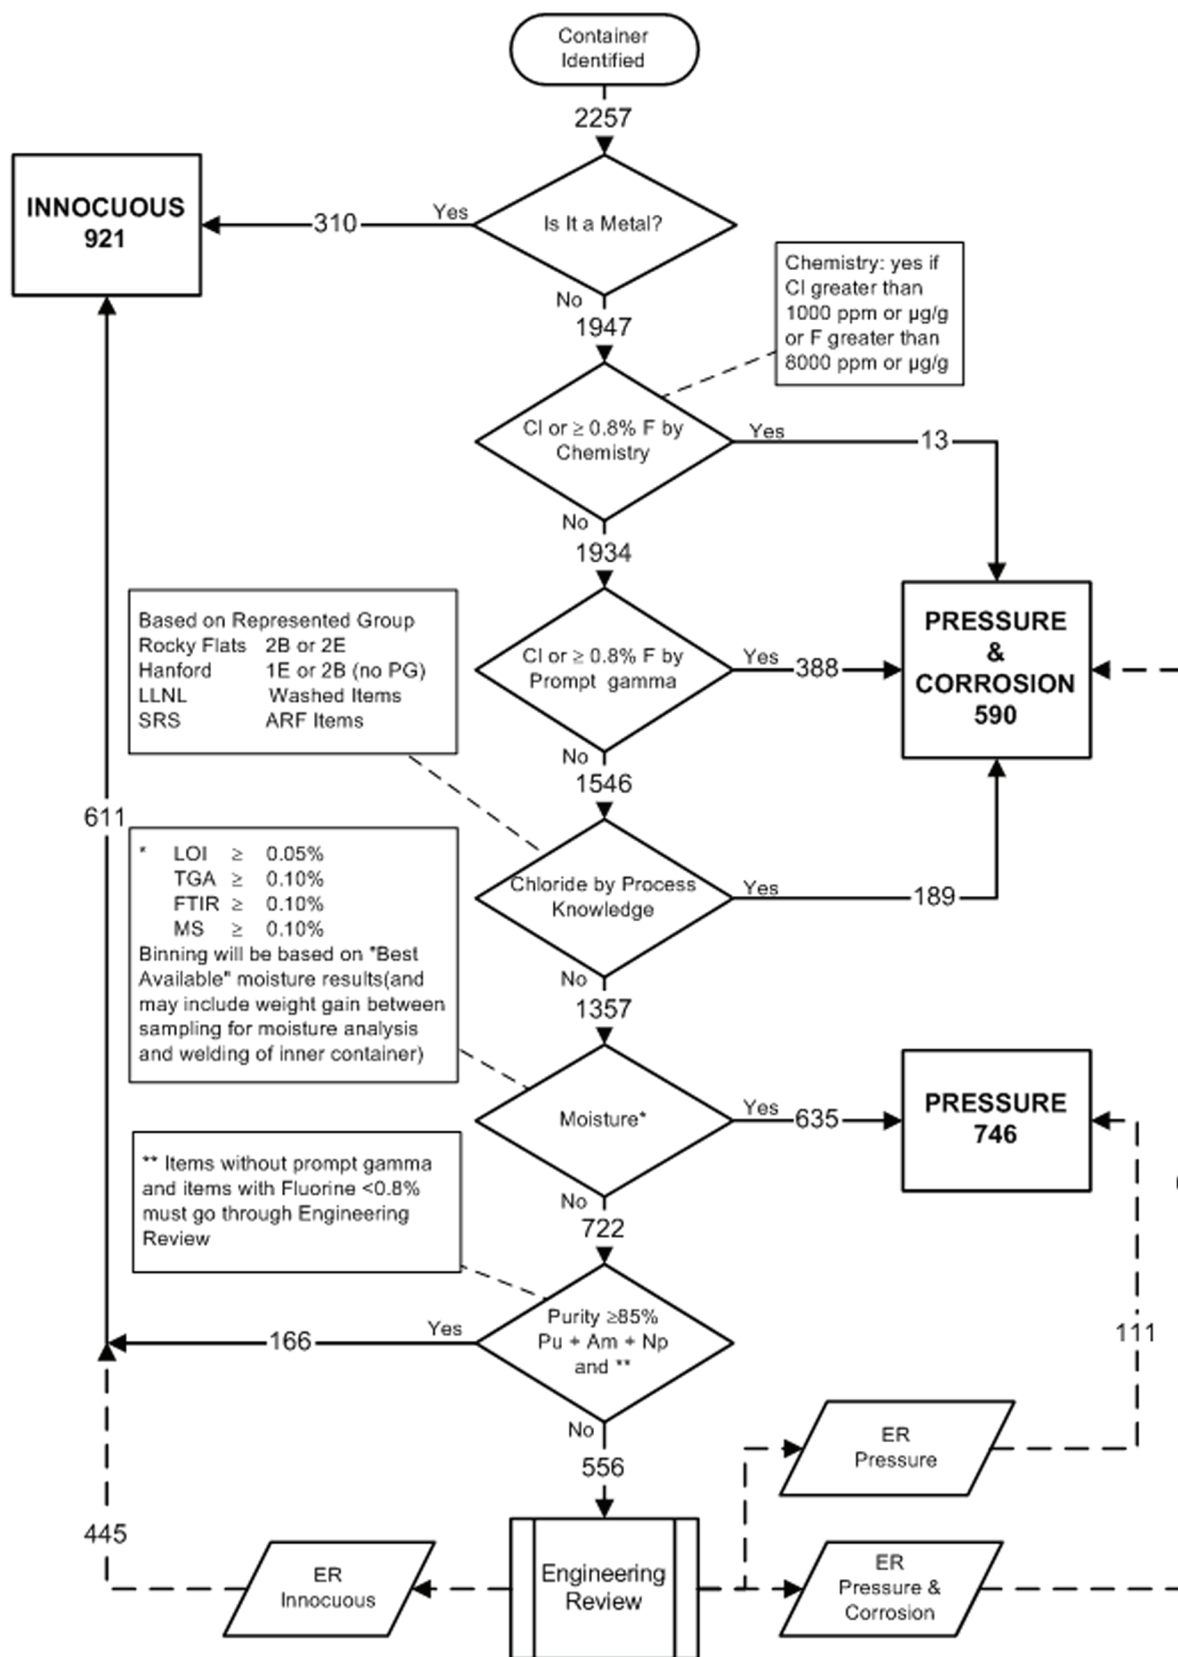 Container
Identified
2257
INNOCUOUS
921
310
Yes
Is It a Metal?
No
1947
Chemistry: yes if
Cl greater than
1000 ppm or µg/g
or F greater than
8000 ppm or µg/g
Cl or ≥ 0.8% F by
Chemistry
Yes
13
No
1934
Based on Represented Group
Rocky Flats 2B or 2E
Hanford 1E or 2B (no PG)
LLNL Washed Items
SRS ARF Items
Cl or ≥ 0.8% F by
Prompt gamma
Yes
388
PRESSURE
&
CORROSION
590
No
1546
611
* LOI ≥ 0.05%
TGA ≥ 0.10%
FTIR ≥ 0.10%
MS ≥ 0.10%
Binning will be based on "Best
Available" moisture results(and
may include weight gain between
sampling for moisture analysis
and welding of inner container)
Chloride by Process
Knowledge
Yes
189
No
1357
Moisture*
Yes
635
PRESSURE
746
** Items without prompt gamma
and items with Fluorine <0.8%
must go through Engineering
Review
No
722
Purity ≥85%
Pu + Am + Np
and **
Yes
166
111
No
556
ER
Pressure
445
ER
Innocuous
Engineering
Review
ER
Pressure &
Corrosion